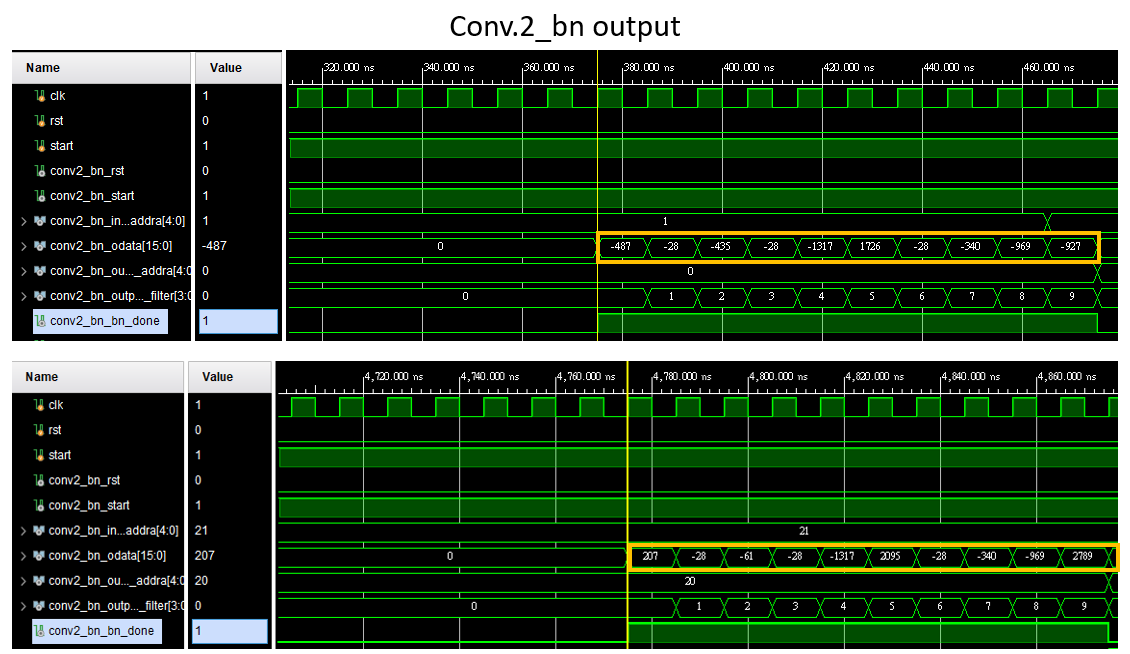 Conv.2_bn output
Name Value 320.000 ns 340.000 ns 360.000 ns 380.000 ns 400.000 ns 420.000 ns 440.000 ns 460.000 ns
clk 1
rst 0
start 1
conv2_bn_rst 0
conv2_bn_start 1
conv2_bn_in...addra[4:0] 1 1
conv2_bn_odata[15:0] -487 0 -487 -28 -435 -28 -1317 1726 -28 -340 -969 -927
conv2_bn_ou..._addra[4:0 0 0
conv2_bn_outp..._filter[3:0 0 0 1 2 3 4 5 6 7 8 9
conv2_bn_bn_done 1
Name Value 4,720.000 ns 4,740.000 ns 4,760.000 ns 4,780.000 ns 4,800.000 ns 4,820.000 ns 4,840.000 ns 4,860.000 ns
clk 1
rst 0
start 1
conv2_bn_rst 0
conv2_bn_start 1
conv2_bn_in...addra[4:0] 21 21
conv2_bn_odata[15:0] 207 0 207 -28 -61 -28 -1317 2095 -28 -340 -969 2789
conv2_bn_ou..._addra[4:0 20 20
conv2_bn_outp..._filter[3:0 0 0 1 2 3 4 5 6 7 8 9
conv2_bn_bn_done 1